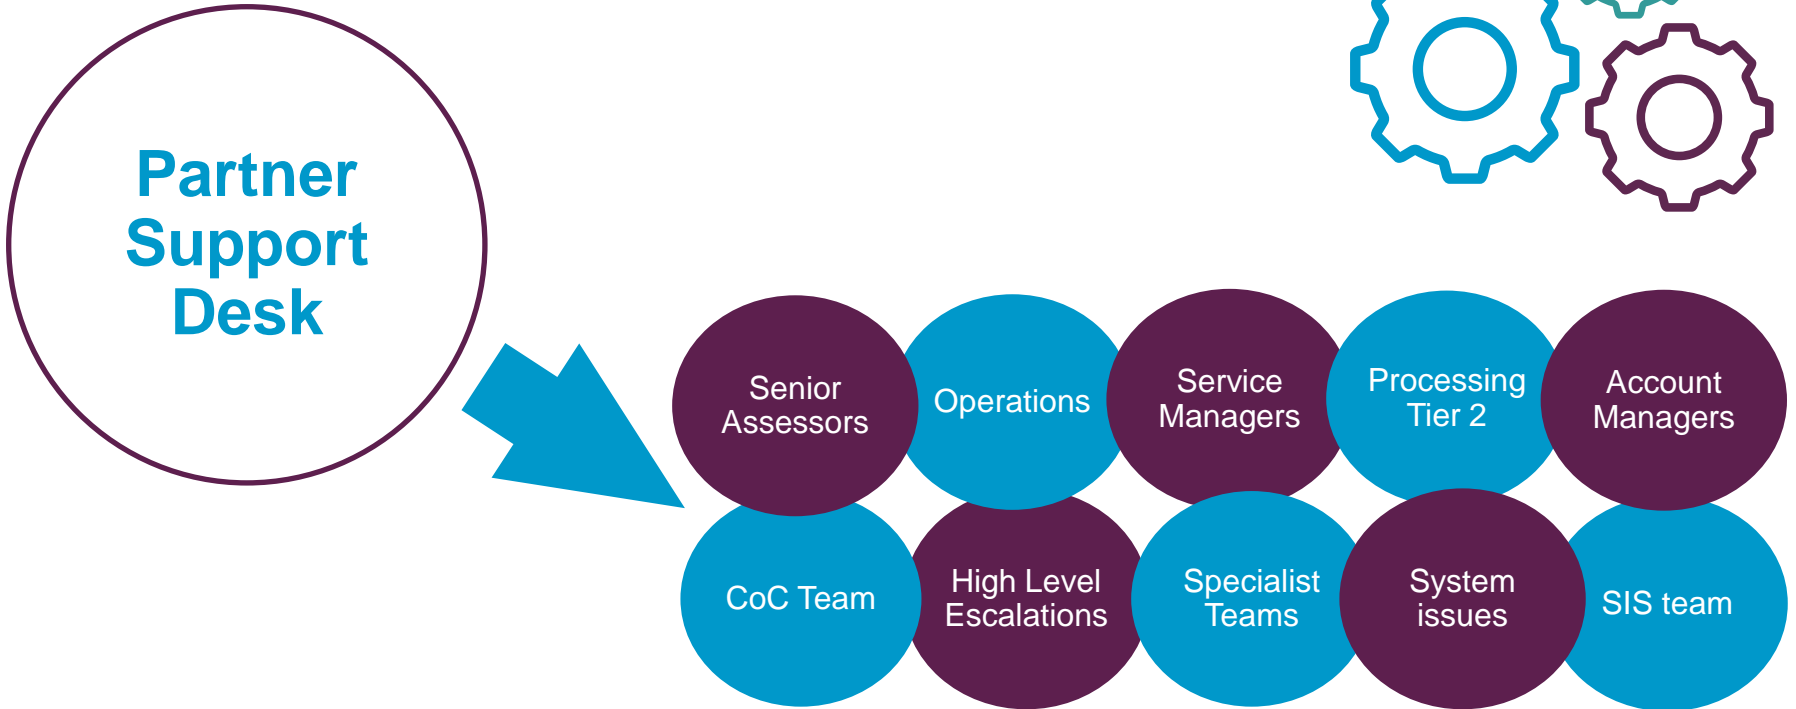 Partner
Support
Desk
Senior
Assessors
Operations
Service
Managers
Processing
Tier 2
Account
Managers
CoC Team
High Level
Escalations
Specialist
Teams
System
issues
SIS team